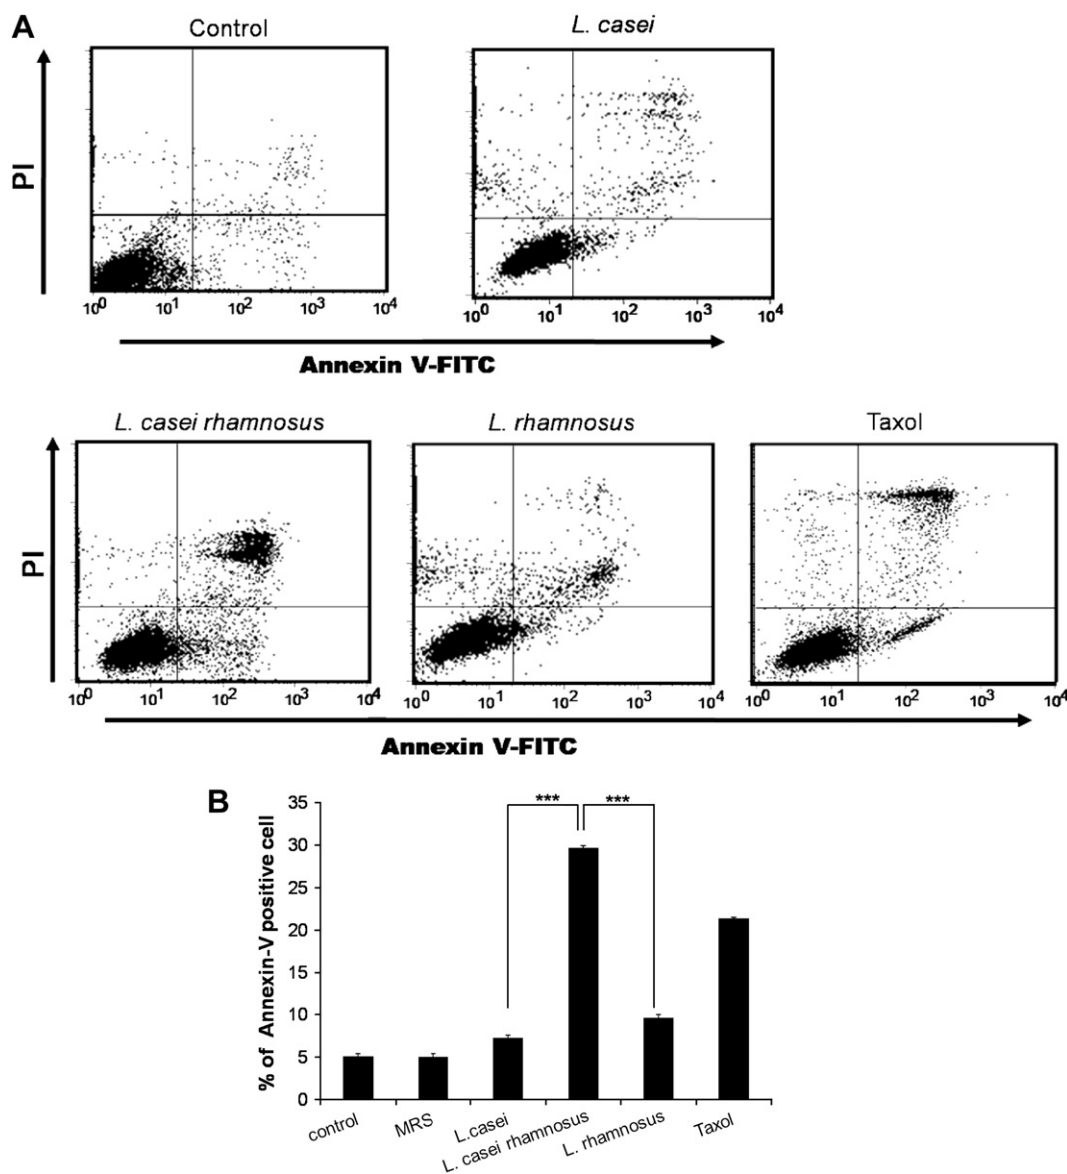 A
Control
L. casei
PI
10⁰ 10¹ 10² 10³ 10⁴
10⁰ 10¹ 10² 10³ 10⁴
Annexin V-FITC
L. casei rhamnosus
L. rhamnosus
Taxol
PI
10⁰ 10¹ 10² 10³ 10⁴
10⁰ 10¹ 10² 10³ 10⁴
10⁰ 10¹ 10² 10³ 10⁴
Annexin V-FITC
B
% of Annexin-V positive cell
35
30
25
20
15
10
5
0
*** ***
control
MRS
L.casei
L. casei rhamnosus
L. rhamnosus
Taxol